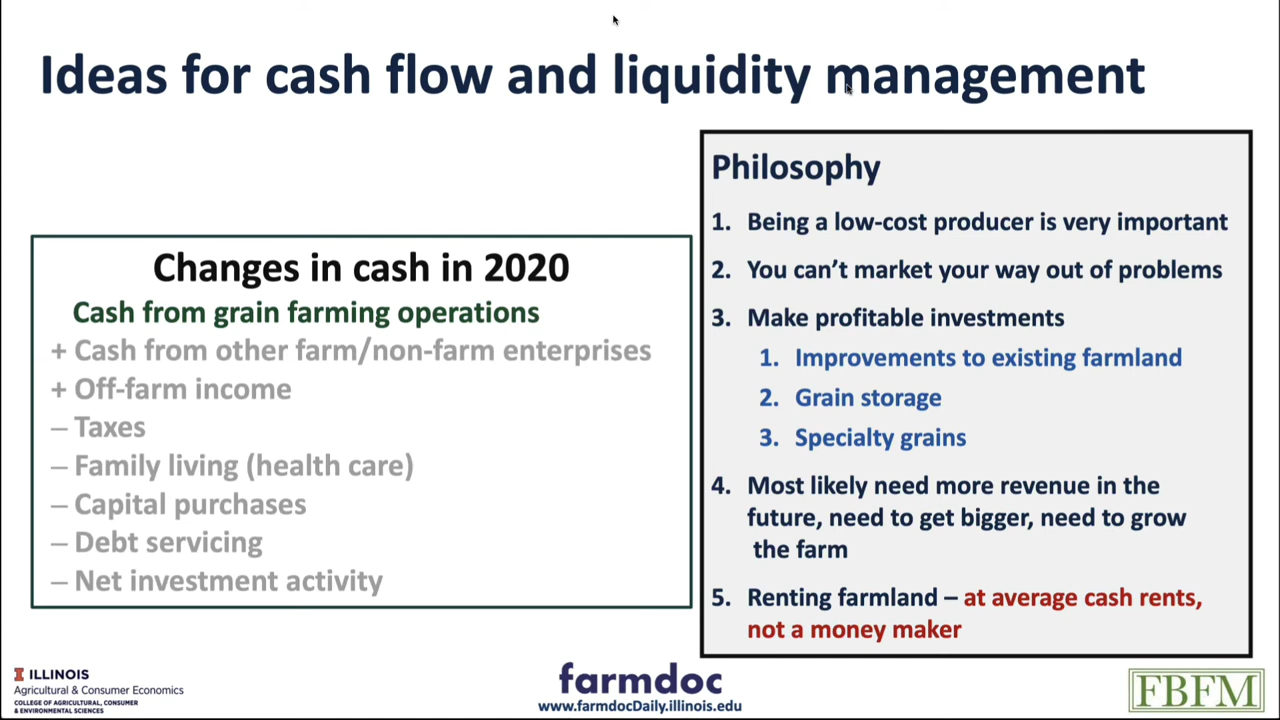 Ideas for cash flow and liquidity management
Changes in cash in 2020
Cash from grain farming operations
+ Cash from other farm/non-farm enterprises
+ Off-farm income
– Taxes
– Family living (health care)
– Capital purchases
– Debt servicing
– Net investment activity
Philosophy
1. Being a low-cost producer is very important
2. You can’t market your way out of problems
3. Make profitable investments
1. Improvements to existing farmland
2. Grain storage
3. Specialty grains
4. Most likely need more revenue in the
future, need to get bigger, need to grow
the farm
5. Renting farmland – at average cash rents,
not a money maker
I ILLINOIS
Agricultural & Consumer Economics
COLLEGE OF AGRICULTURAL, CONSUMER
& ENVIRONMENTAL SCIENCES
farmdoc
www.farmdocDaily.illinois.edu
FBFM